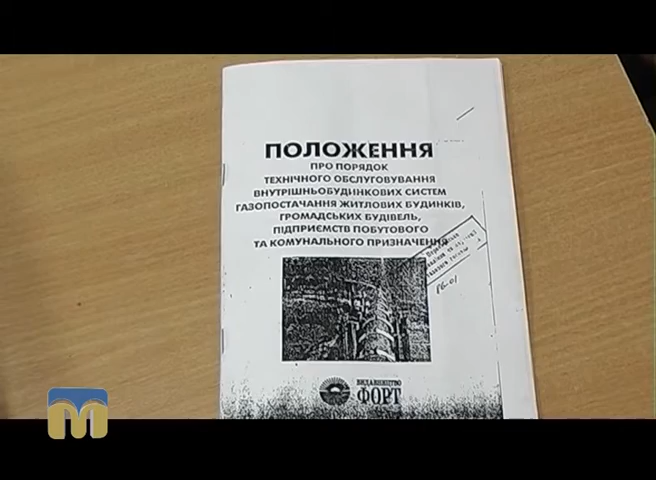 ПОЛОЖЕННЯ
ПРО ПОРЯДОК
ТЕХНІЧНОГО ОБСЛУГОВУВАННЯ
ВНУТРІШНЬОБУДИНКОВИХ СИСТЕМ
ГАЗОПОСТАЧАННЯ ЖИТЛОВИХ БУДИНКІВ,
ГРОМАДСЬКИХ БУДІВЕЛЬ,
ПІДПРИЄМСТВ ПОБУТОВОГО
ТА КОМУНАЛЬНОГО ПРИЗНАЧЕННЯ
ВИДАВНИЦТВО
ФОРТ